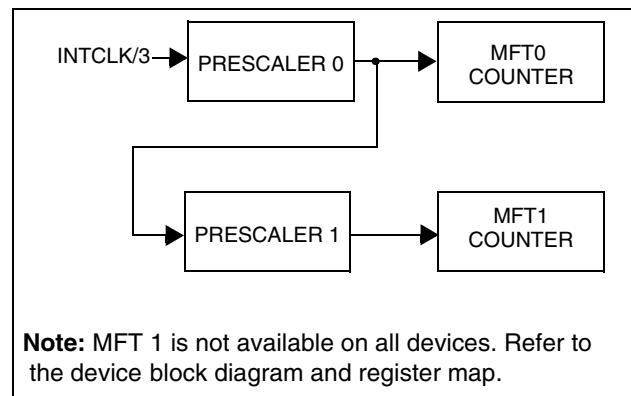 INTCLK/3
PRESCALER 0
MFT0
COUNTER
PRESCALER 1
MFT1
COUNTER
Note: MFT 1 is not available on all devices. Refer to
the device block diagram and register map.